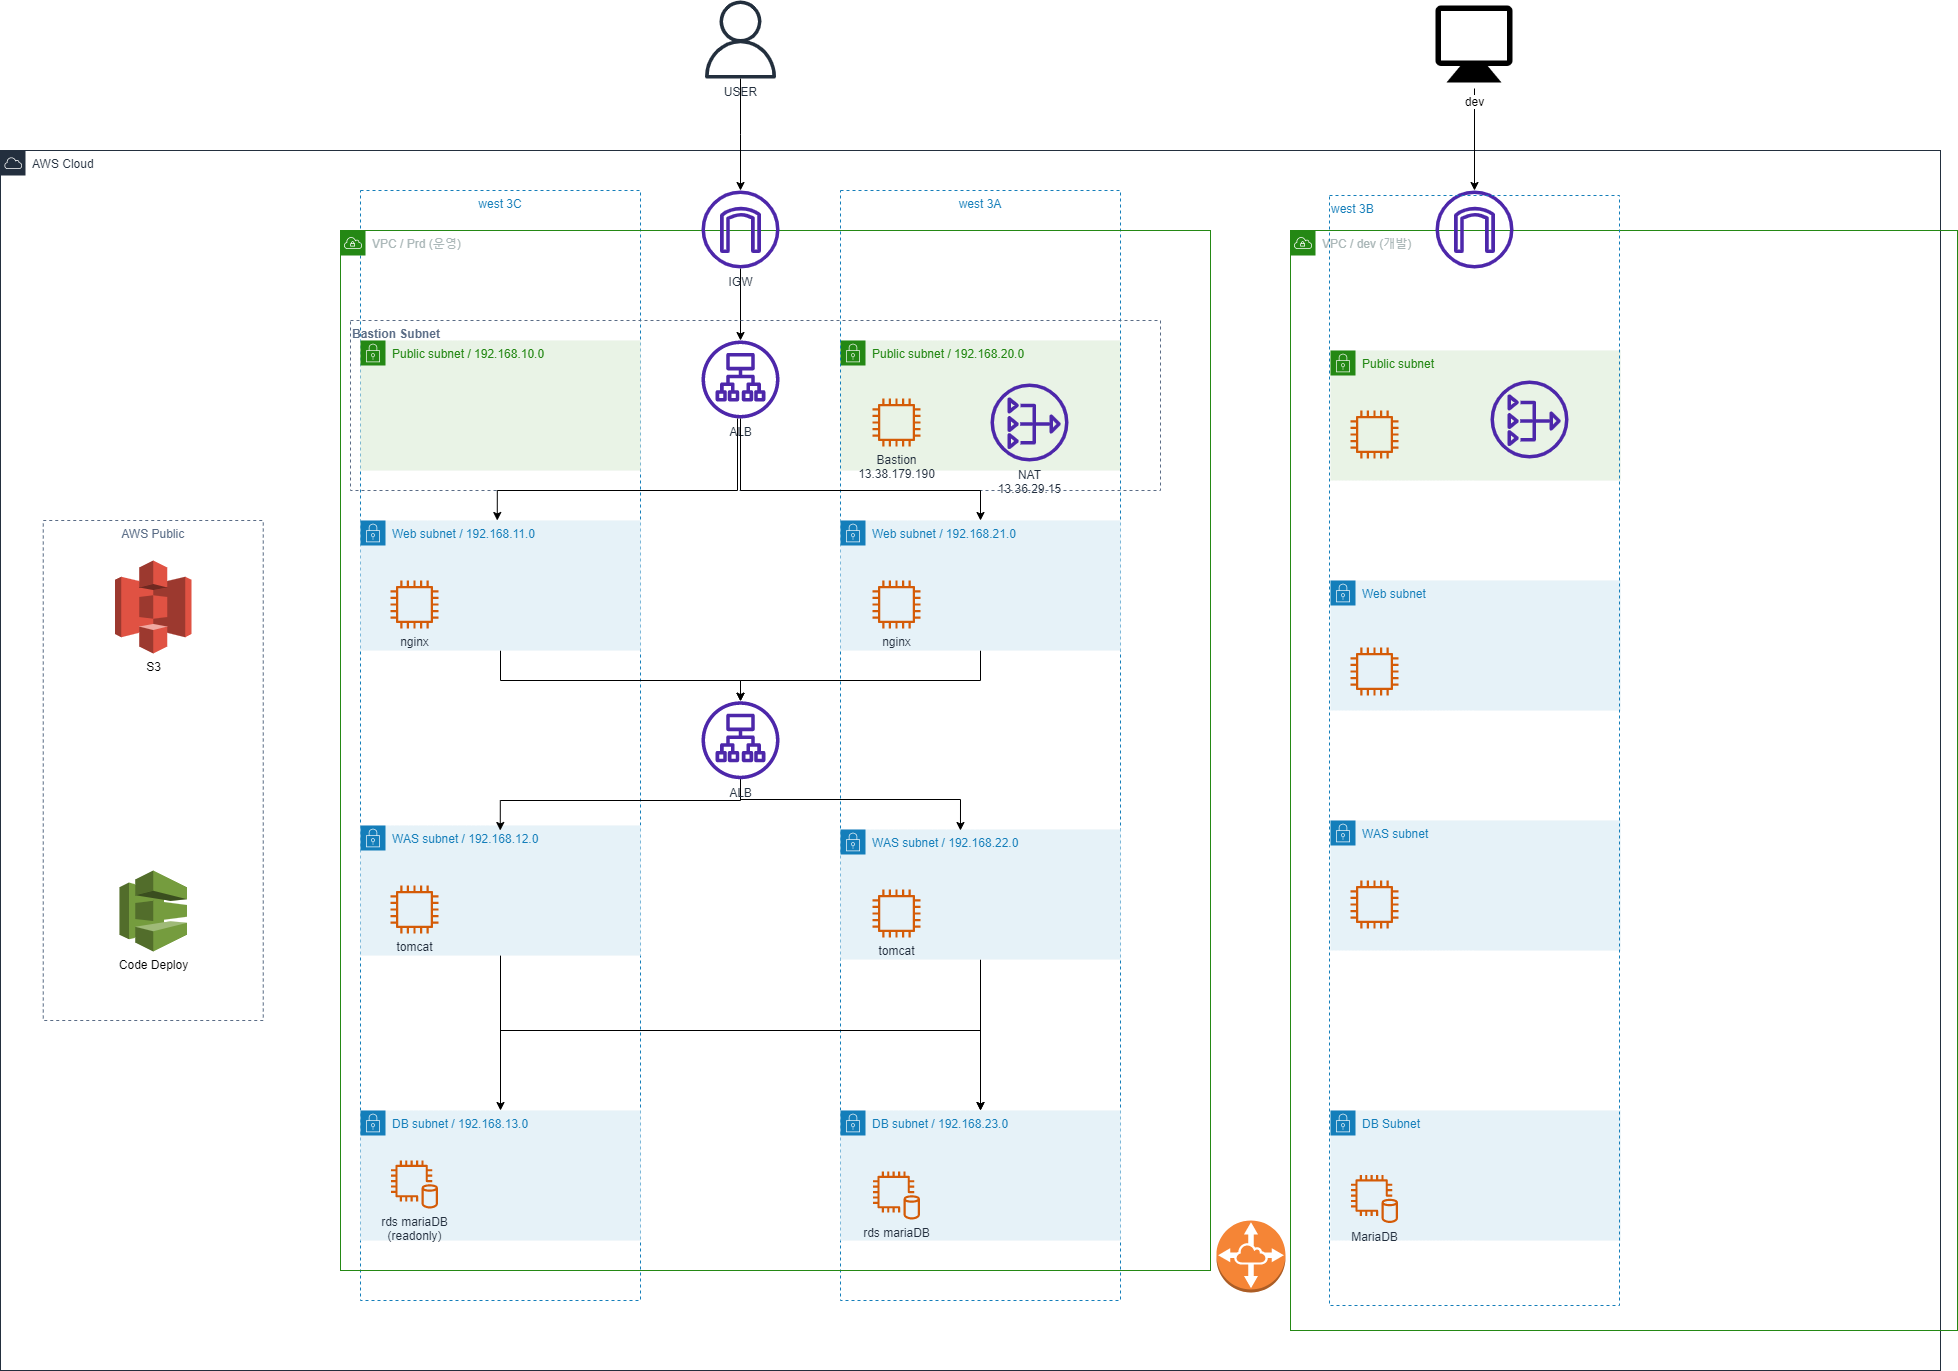 USER
dev
AWS Cloud
west 3C
west 3A
west 3B
VPC / Prd (운영)
VPC / dev (개발)
IGW
Bastion Subnet
Public subnet / 192.168.10.0
Public subnet / 192.168.20.0
Public subnet
ALB
Bastion
13.38.179.190
NAT
13.36.29.15
AWS Public
Web subnet / 192.168.11.0
Web subnet / 192.168.21.0
Web subnet
nginx
nginx
S3
ALB
WAS subnet / 192.168.12.0
WAS subnet / 192.168.22.0
WAS subnet
tomcat
tomcat
Code Deploy
DB subnet / 192.168.13.0
DB subnet / 192.168.23.0
DB Subnet
rds mariaDB
(readonly)
rds mariaDB
MariaDB